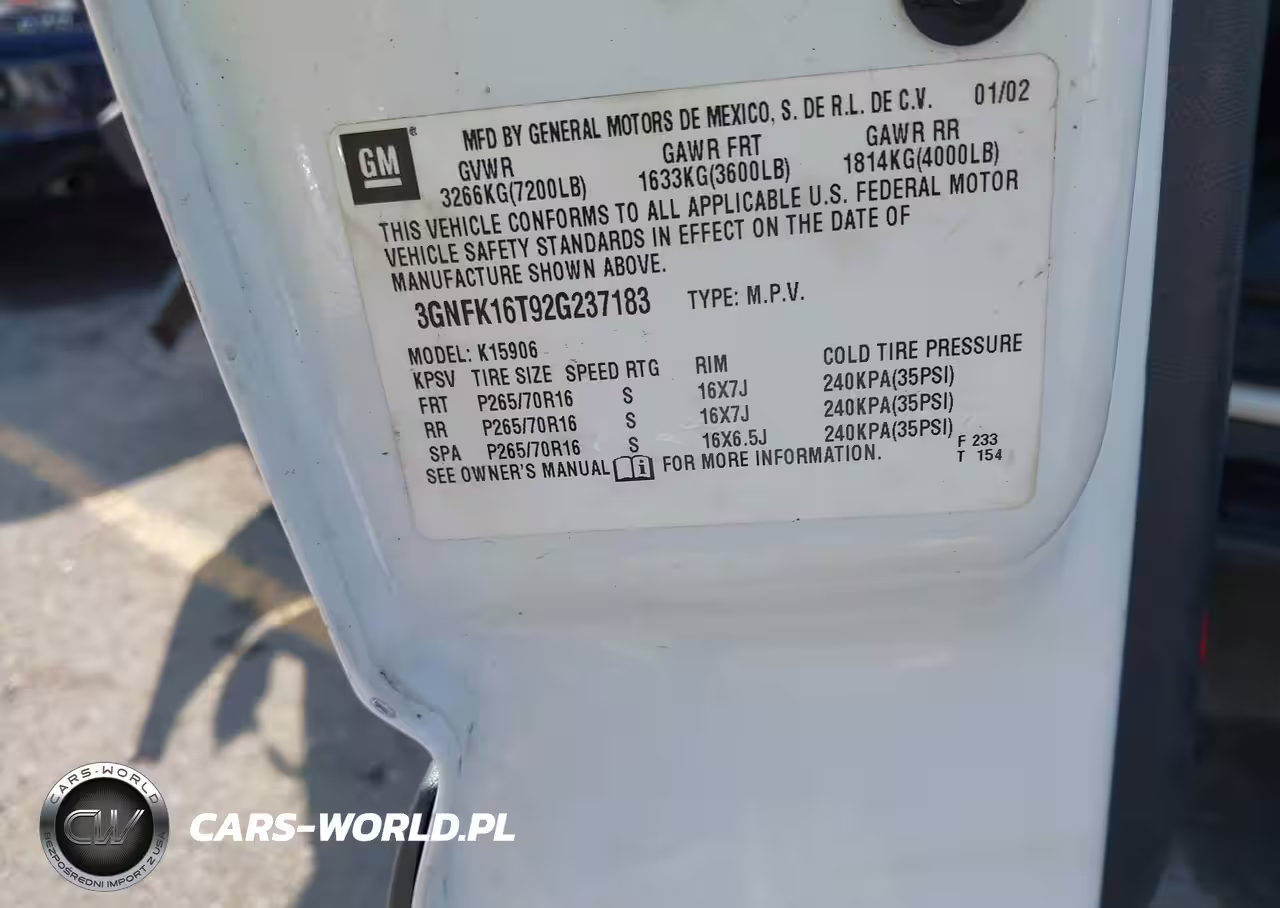 GM
®
MFD BY GENERAL MOTORS DE MEXICO, S. DE R.L. DE C.V. 01/02
GVWR GAWR FRT GAWR RR
3266KG(7200LB) 1633KG(3600LB) 1814KG(4000LB)
THIS VEHICLE CONFORMS TO ALL APPLICABLE U.S. FEDERAL MOTOR
VEHICLE SAFETY STANDARDS IN EFFECT ON THE DATE OF
MANUFACTURE SHOWN ABOVE.
3GNFK16T92G237183 TYPE: M.P.V.
MODEL: K15906
KPSV TIRE SIZE SPEED RTG RIM COLD TIRE PRESSURE
FRT P265/70R16 S 16X7J 240KPA(35PSI)
RR P265/70R16 S 16X7J 240KPA(35PSI)
SPA P265/70R16 S 16X6.5J 240KPA(35PSI)
SEE OWNER'S MANUAL i FOR MORE INFORMATION.
F 233
T 154
CARS-WORLD
CW
BEZPOŚREDNI IMPORT Z USA
CARS-WORLD.PL